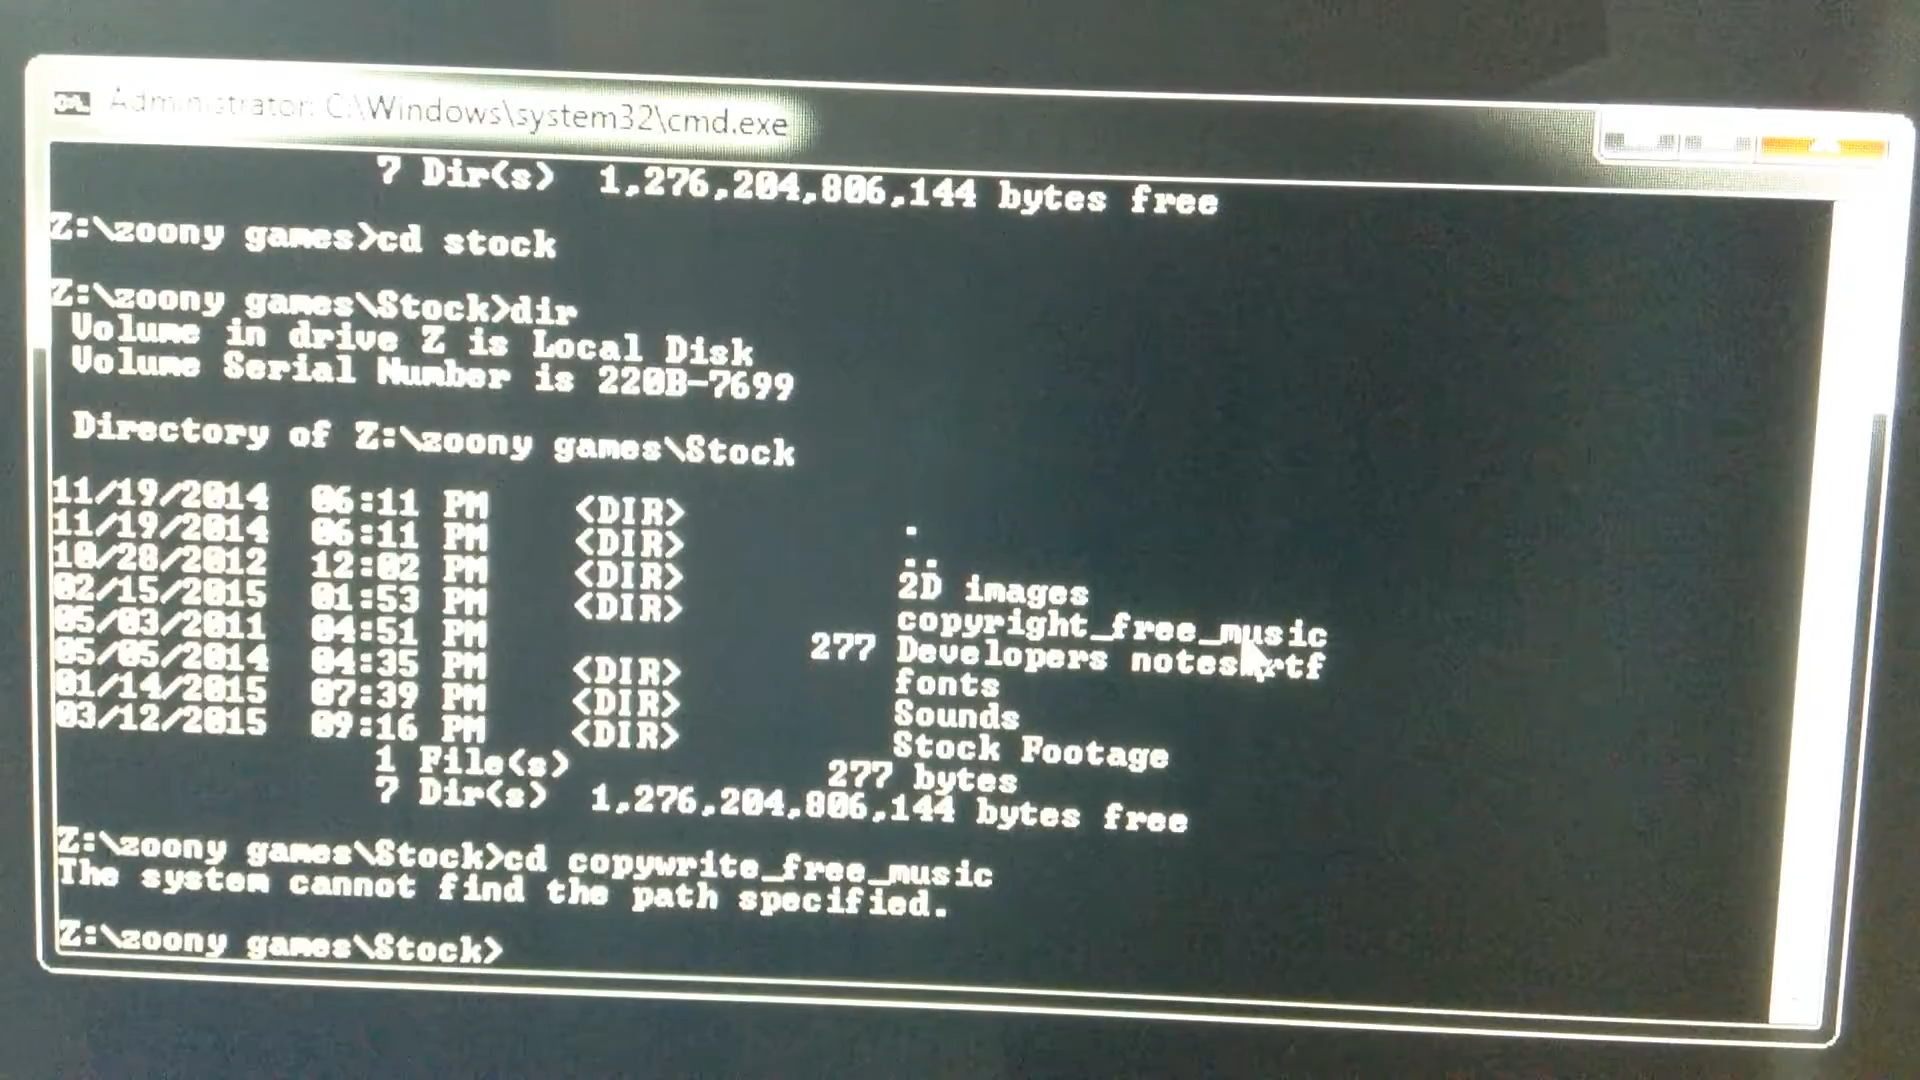 Administrator: C:\Windows\system32\cmd.exe
7 Dir(s) 1,276,204,806,144 bytes free
Z:\zoony games>cd stock
Z:\zoony games\Stock>dir
Volume in drive Z is Local Disk
Volume Serial Number is 220B-7699
Directory of Z:\zoony games\Stock
11/19/2014 06:11 PM <DIR> .
11/19/2014 06:11 PM <DIR> ..
10/28/2012 12:02 PM <DIR> 2D images
02/15/2015 01:53 PM <DIR> copyright_free_music
05/03/2011 04:51 PM 277 Developers notes.rtf
05/05/2014 04:35 PM <DIR> fonts
01/14/2015 07:39 PM <DIR> Sounds
03/12/2015 09:16 PM <DIR> Stock Footage
1 File(s) 277 bytes
7 Dir(s) 1,276,204,806,144 bytes free
Z:\zoony games\Stock>cd copywrite_free_music
The system cannot find the path specified.
Z:\zoony games\Stock>